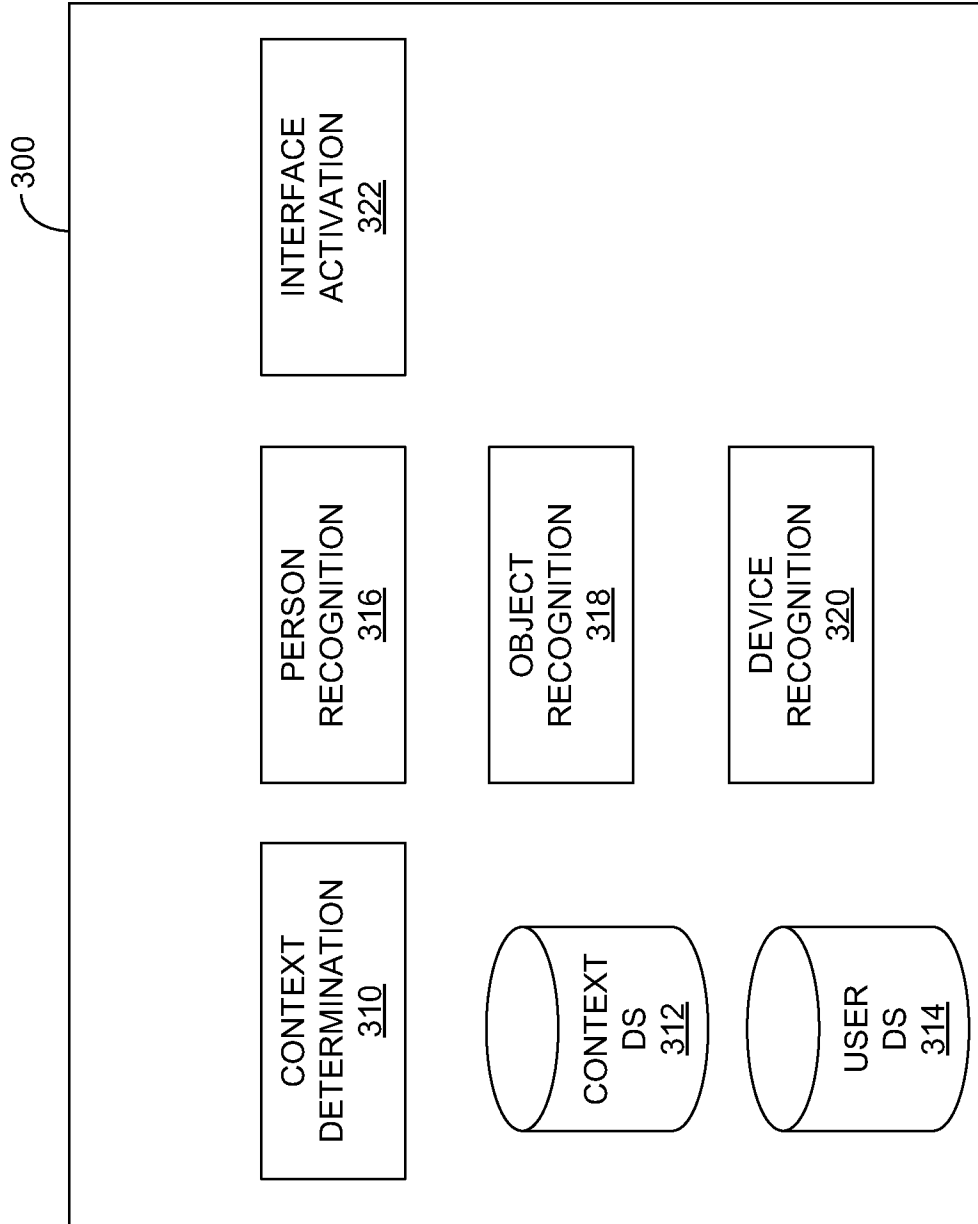 300
CONTEXT
DETERMINATION
310
CONTEXT
DS
312
USER
DS
314
PERSON
RECOGNITION
316
OBJECT
RECOGNITION
318
DEVICE
RECOGNITION
320
INTERFACE
ACTIVATION
322